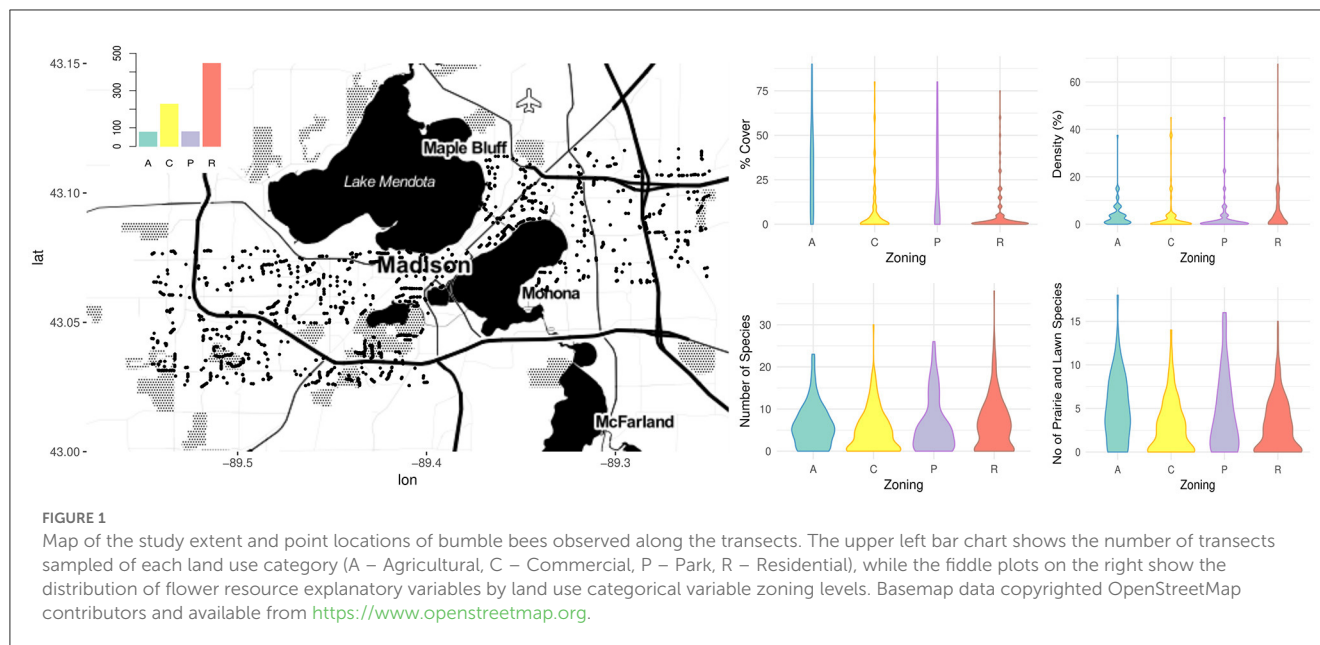 500
300
100
0
A C P R
43.15
43.10
43.05
43.00
lat
−89.5 −89.4 −89.3
lon
Maple Bluff
Lake Mendota
Madison
Monona
McFarland
% Cover
75
50
25
0
A C P R
Zoning
Density (%)
60
40
20
0
A C P R
Zoning
Number of Species
30
20
10
0
A C P R
Zoning
No of Prairie and Lawn Species
15
10
5
0
A C P R
Zoning
FIGURE 1
Map of the study extent and point locations of bumble bees observed along the transects. The upper left bar chart shows the number of transects
sampled of each land use category (A – Agricultural, C – Commercial, P – Park, R – Residential), while the fiddle plots on the right show the
distribution of flower resource explanatory variables by land use categorical variable zoning levels. Basemap data copyrighted OpenStreetMap
contributors and available from https://www.openstreetmap.org.